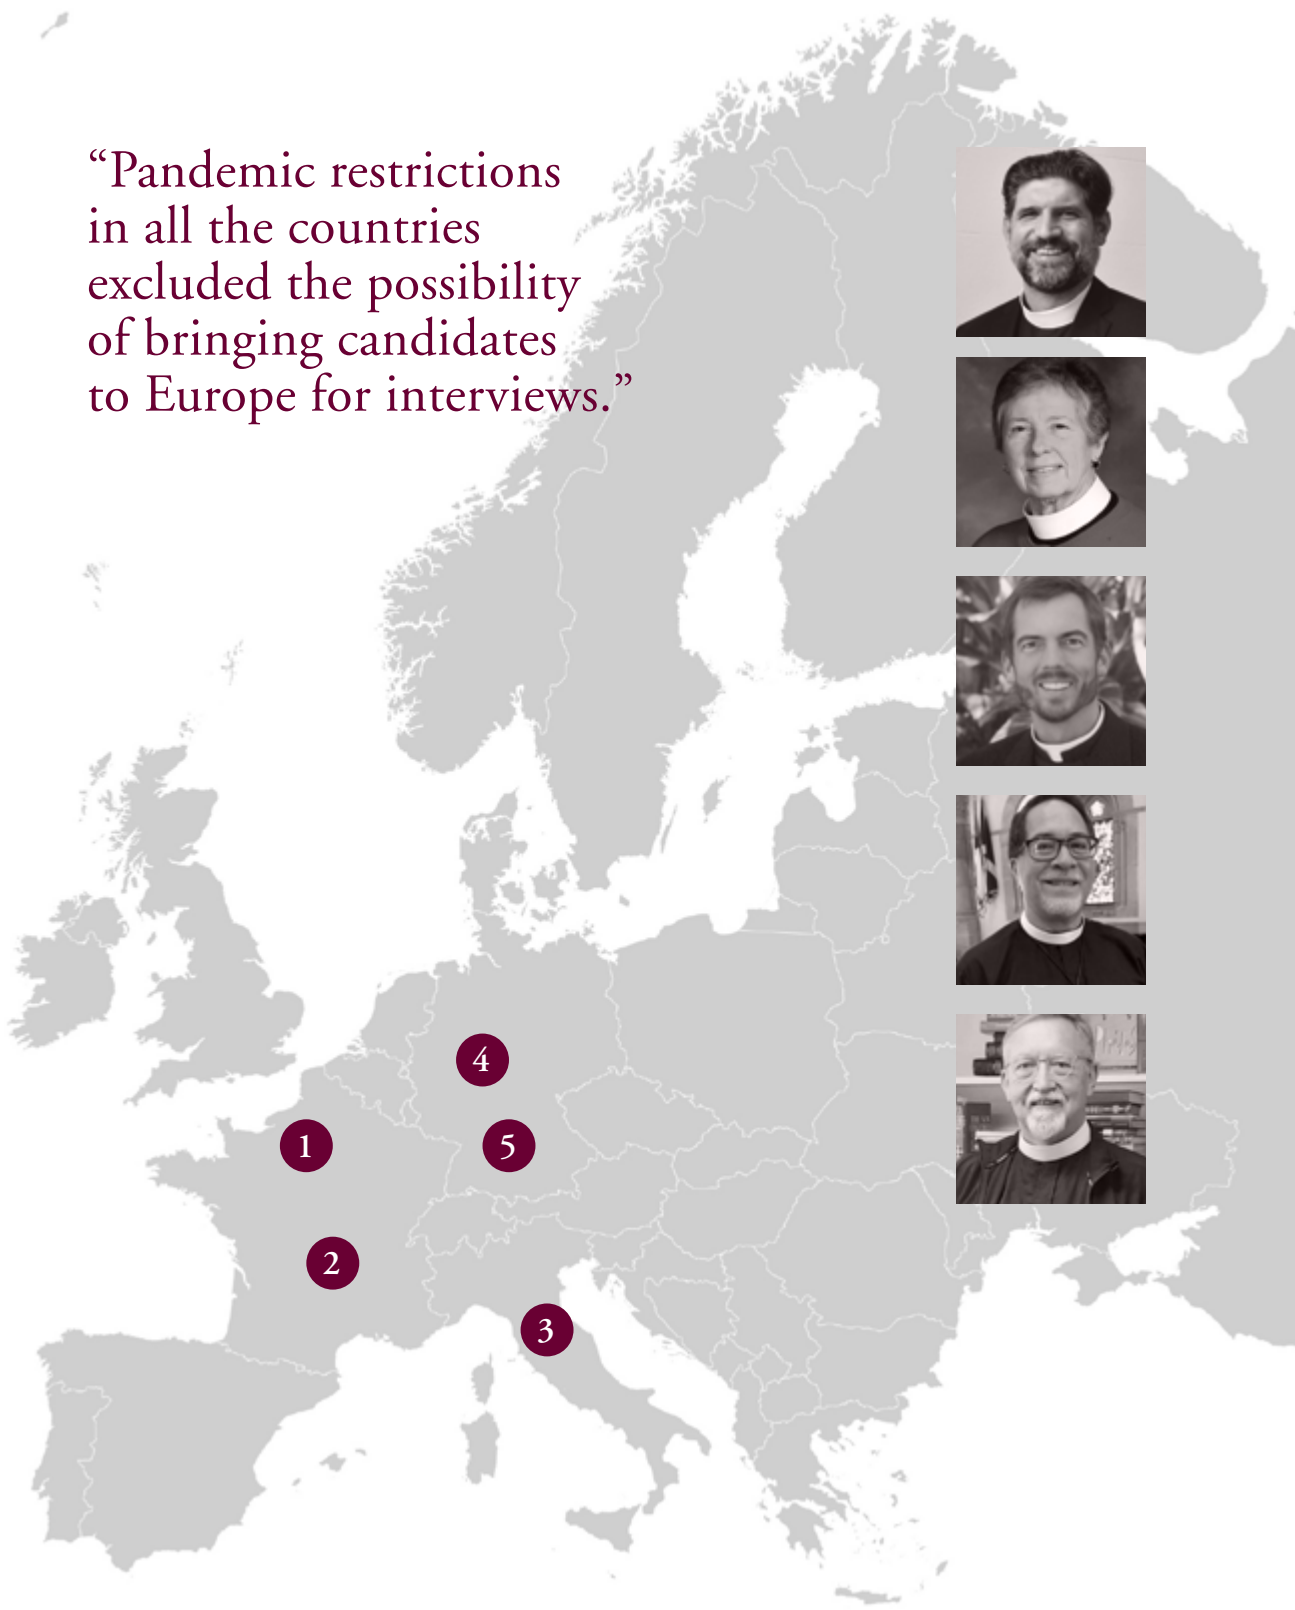 “Pandemic restrictions
in all the countries
excluded the possibility
of bringing candidates
to Europe for interviews.”
4
1
5
2
3